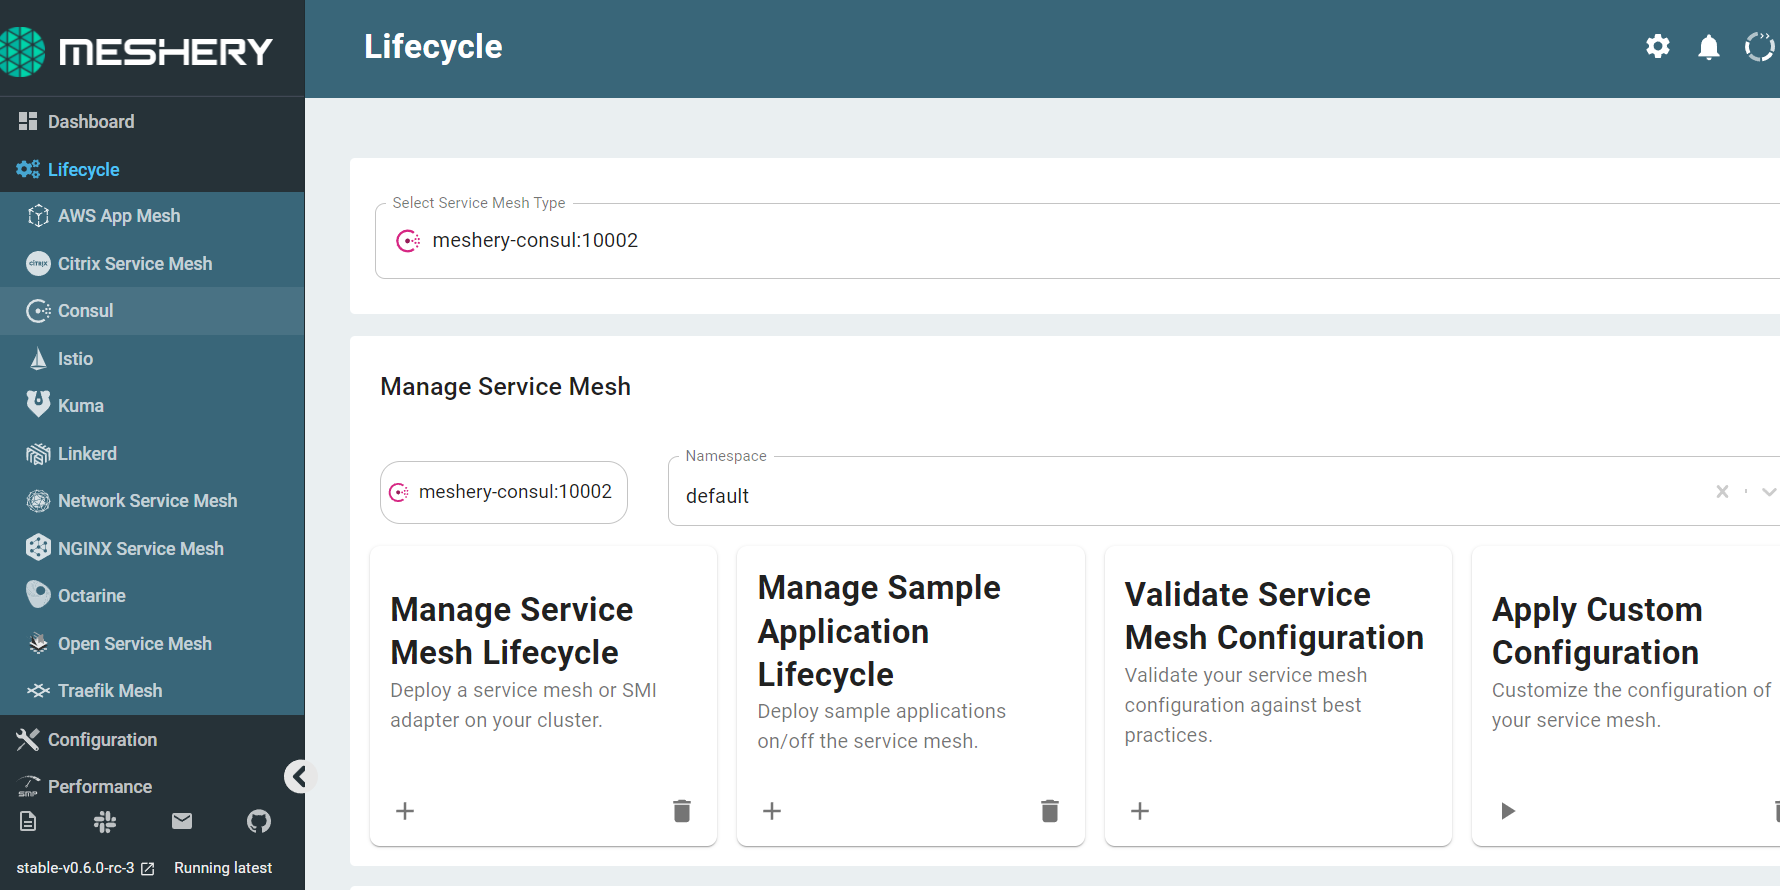 MESHERY
Lifecycle
Dashboard
Lifecycle
AWS App Mesh
Citrix Service Mesh
Consul
Istio
Kuma
Linkerd
Network Service Mesh
NGINX Service Mesh
Octarine
Open Service Mesh
Traefik Mesh
Configuration
SMP
Performance
stable-v0.6.0-rc-3
Running latest
Select Service Mesh Type
meshery-consul:10002
Manage Service Mesh
meshery-consul:10002
Namespace
default
Manage Service
Mesh Lifecycle
Deploy a service mesh or SMI
adapter on your cluster.
Manage Sample
Application
Lifecycle
Deploy sample applications
on/off the service mesh.
Validate Service
Mesh Configuration
Validate your service mesh
configuration against best
practices.
Apply Custom
Configuration
Customize the configuration of
your service mesh.